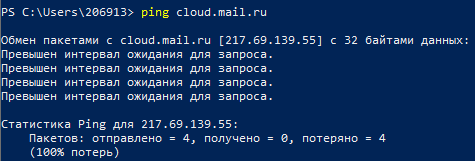 PS C:\Users\206913> ping cloud.mail.ru
Обмен пакетами с cloud.mail.ru [217.69.139.55] с 32 байтами данных:
Превышен интервал ожидания для запроса.
Превышен интервал ожидания для запроса.
Превышен интервал ожидания для запроса.
Превышен интервал ожидания для запроса.
Статистика Ping для 217.69.139.55:
Пакетов: отправлено = 4, получено = 0, потеряно = 4
(100% потерь)